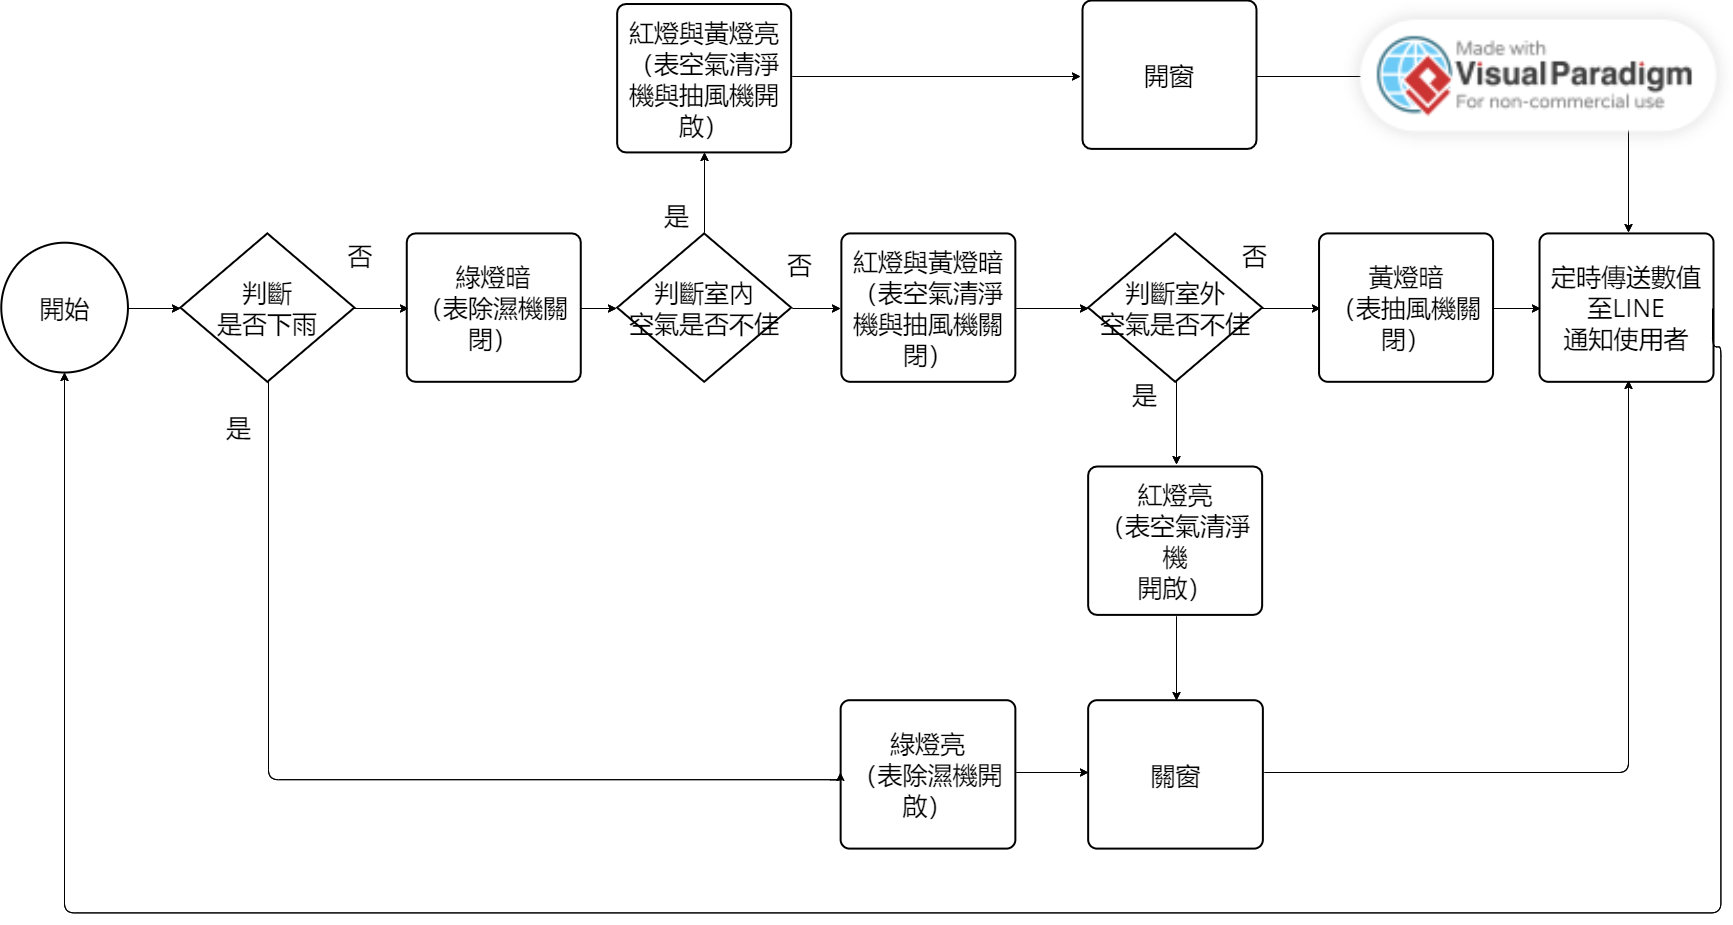 紅燈與黃燈亮
（表空氣清淨
機與抽風機開
啟）
開窗
Made with
Visual Paradigm
For non-commercial use
是
開始
判斷
是否下雨
否
綠燈暗
（表除濕機關
閉）
判斷室內
空氣是否不佳
否
紅燈與黃燈暗
（表空氣清淨
機與抽風機關
閉）
判斷室外
空氣是否不佳
否
黃燈暗
（表抽風機關
閉）
定時傳送數值
至LINE
通知使用者
是
是
紅燈亮
（表空氣清淨
機
開啟）
綠燈亮
（表除濕機開
啟）
關窗